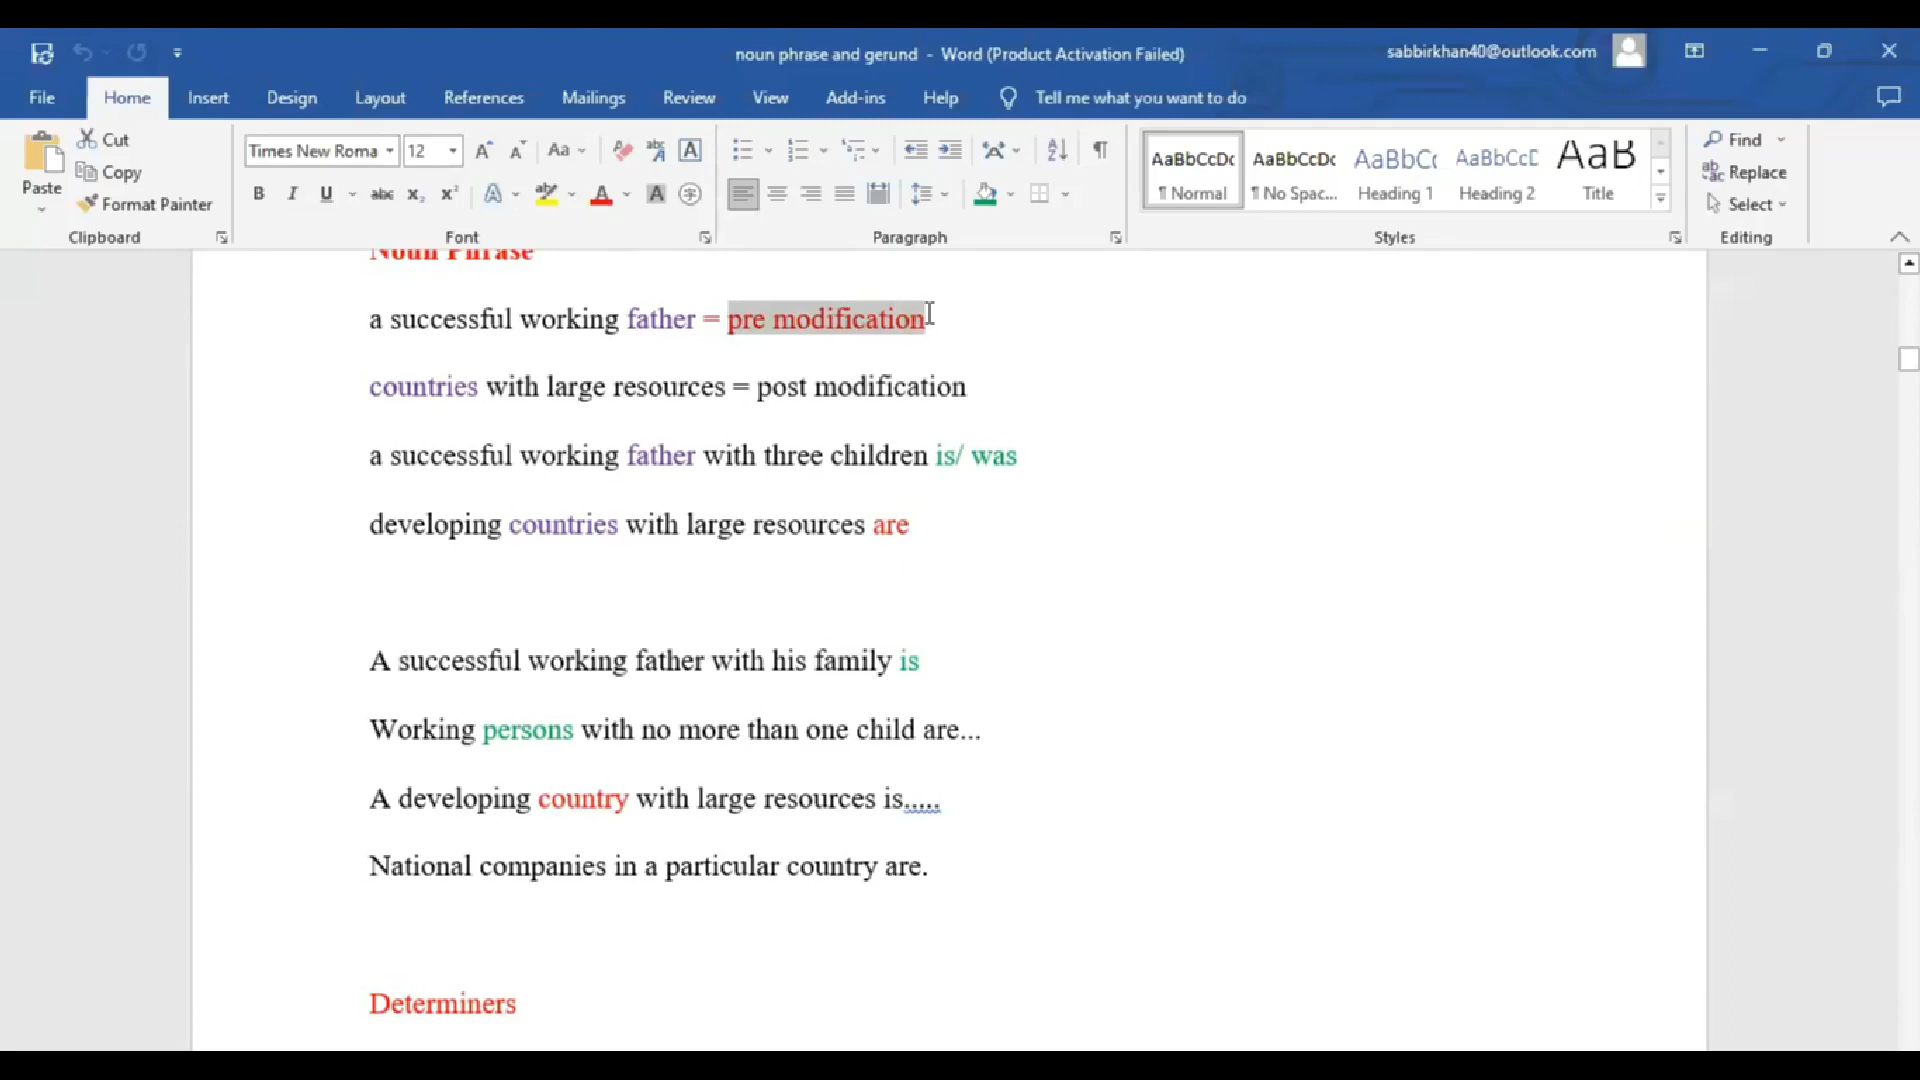 noun phrase and gerund - Word (Product Activation Failed)
sabbirkhan40@outlook.com
File Home Insert Design Layout References Mailings Review View Add-ins Help Tell me what you want to do
Paste
Cut
Copy
Format Painter
Clipboard
Times New Roma 12
Font
Paragraph
AaBbCcDc AaBbCcDc AaBbCc AaBbCcD AaB
¶ Normal ¶ No Spac... Heading 1 Heading 2 Title
Styles
Find
Replace
Select
Editing
Noun Phrase
a successful working father = pre modification
countries with large resources = post modification
a successful working father with three children is/ was
developing countries with large resources are
A successful working father with his family is
Working persons with no more than one child are...
A developing country with large resources is.....
National companies in a particular country are.
Determiners